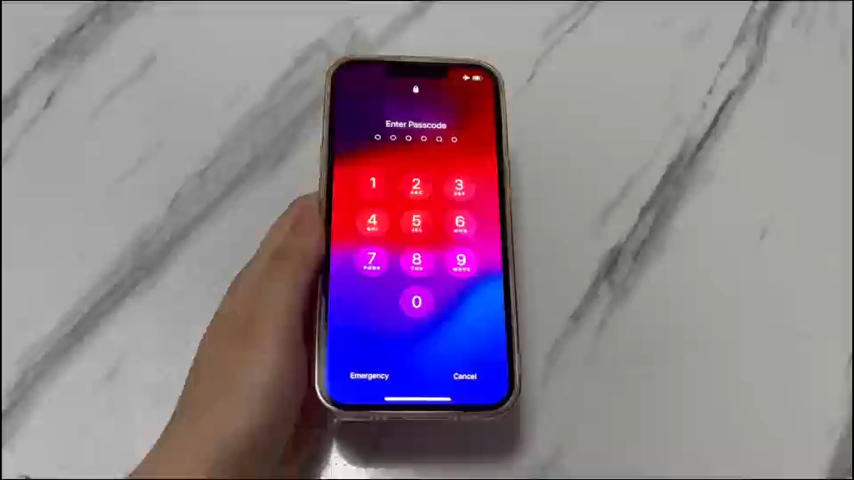 Enter Passcode
1 2 3
ABC DEF
4 5 6
GHI JKL MNO
7 8 9
PQRS TUV WXYZ
0
Emergency Cancel